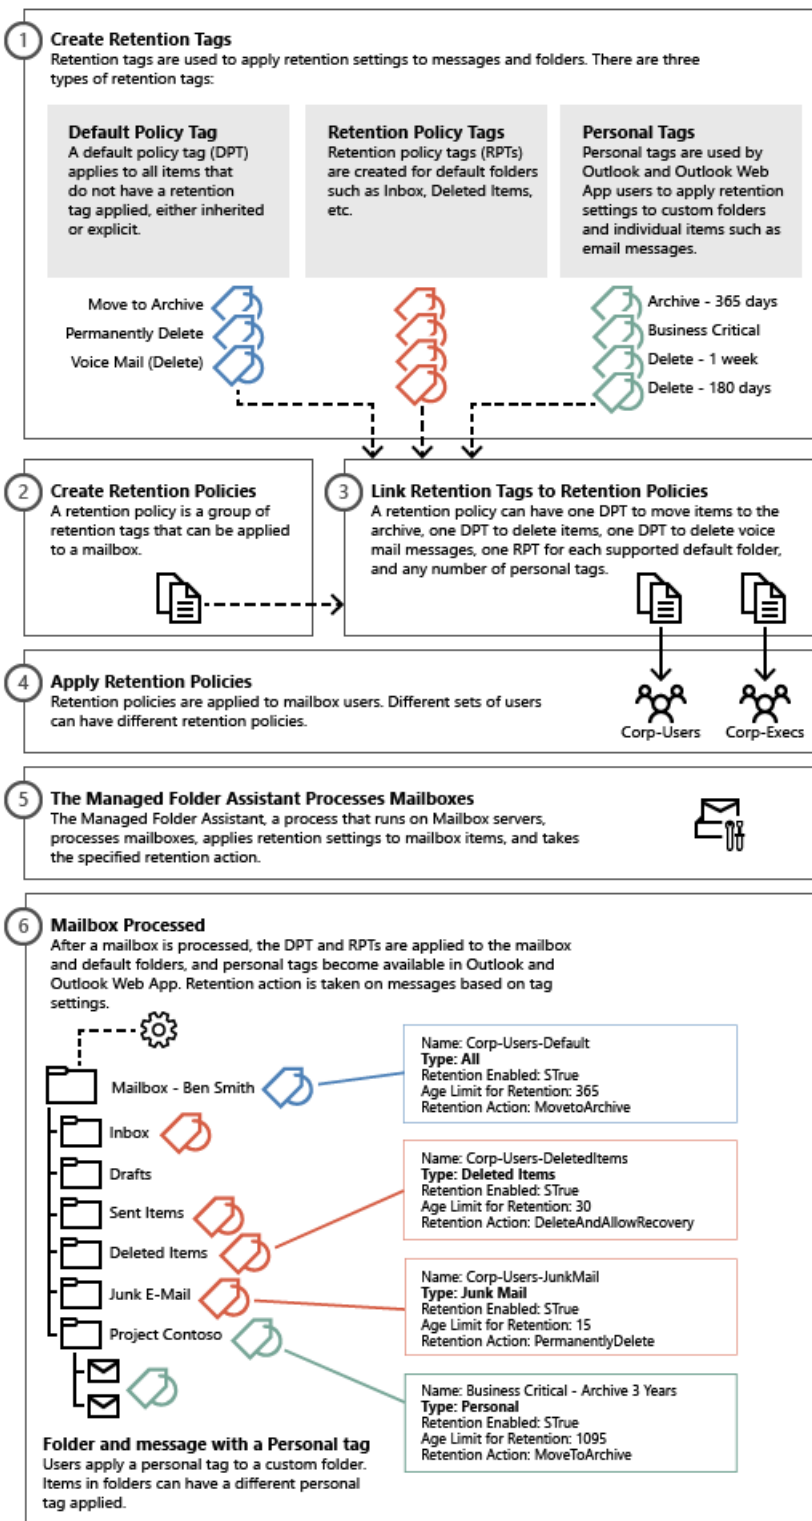 1
Create Retention Tags
Retention tags are used to apply retention settings to messages and folders. There are three
types of retention tags:
Default Policy Tag
A default policy tag (DPT)
applies to all items that
do not have a retention
tag applied, either inherited
or explicit.
Retention Policy Tags
Retention policy tags (RPTs)
are created for default folders
such as Inbox, Deleted Items,
etc.
Personal Tags
Personal tags are used by
Outlook and Outlook Web
App users to apply retention
settings to custom folders
and individual items such as
email messages.
Move to Archive
Permanently Delete
Voice Mail (Delete)
Archive - 365 days
Business Critical
Delete - 1 week
Delete - 180 days
2
Create Retention Policies
A retention policy is a group of
retention tags that can be applied
to a mailbox.
3
Link Retention Tags to Retention Policies
A retention policy can have one DPT to move items to the
archive, one DPT to delete items, one DPT to delete voice
mail messages, one RPT for each supported default folder,
and any number of personal tags.
4
Apply Retention Policies
Retention policies are applied to mailbox users. Different sets of users
can have different retention policies.
Corp-Users
Corp-Execs
5
The Managed Folder Assistant Processes Mailboxes
The Managed Folder Assistant, a process that runs on Mailbox servers,
processes mailboxes, applies retention settings to mailbox items, and takes
the specified retention action.
6
Mailbox Processed
After a mailbox is processed, the DPT and RPTs are applied to the mailbox
and default folders, and personal tags become available in Outlook and
Outlook Web App. Retention action is taken on messages based on tag
settings.
Mailbox - Ben Smith
Inbox
Drafts
Sent Items
Deleted Items
Junk E-Mail
Project Contoso
Name: Corp-Users-Default
Type: All
Retention Enabled: STrue
Age Limit for Retention: 365
Retention Action: MovetoArchive
Name: Corp-Users-DeletedItems
Type: Deleted Items
Retention Enabled: STrue
Age Limit for Retention: 30
Retention Action: DeleteAndAllowRecovery
Name: Corp-Users-JunkMail
Type: Junk Mail
Retention Enabled: STrue
Age Limit for Retention: 15
Retention Action: PermanentlyDelete
Name: Business Critical - Archive 3 Years
Type: Personal
Retention Enabled: STrue
Age Limit for Retention: 1095
Retention Action: MoveToArchive
Folder and message with a Personal tag
Users apply a personal tag to a custom folder.
Items in folders can have a different personal
tag applied.